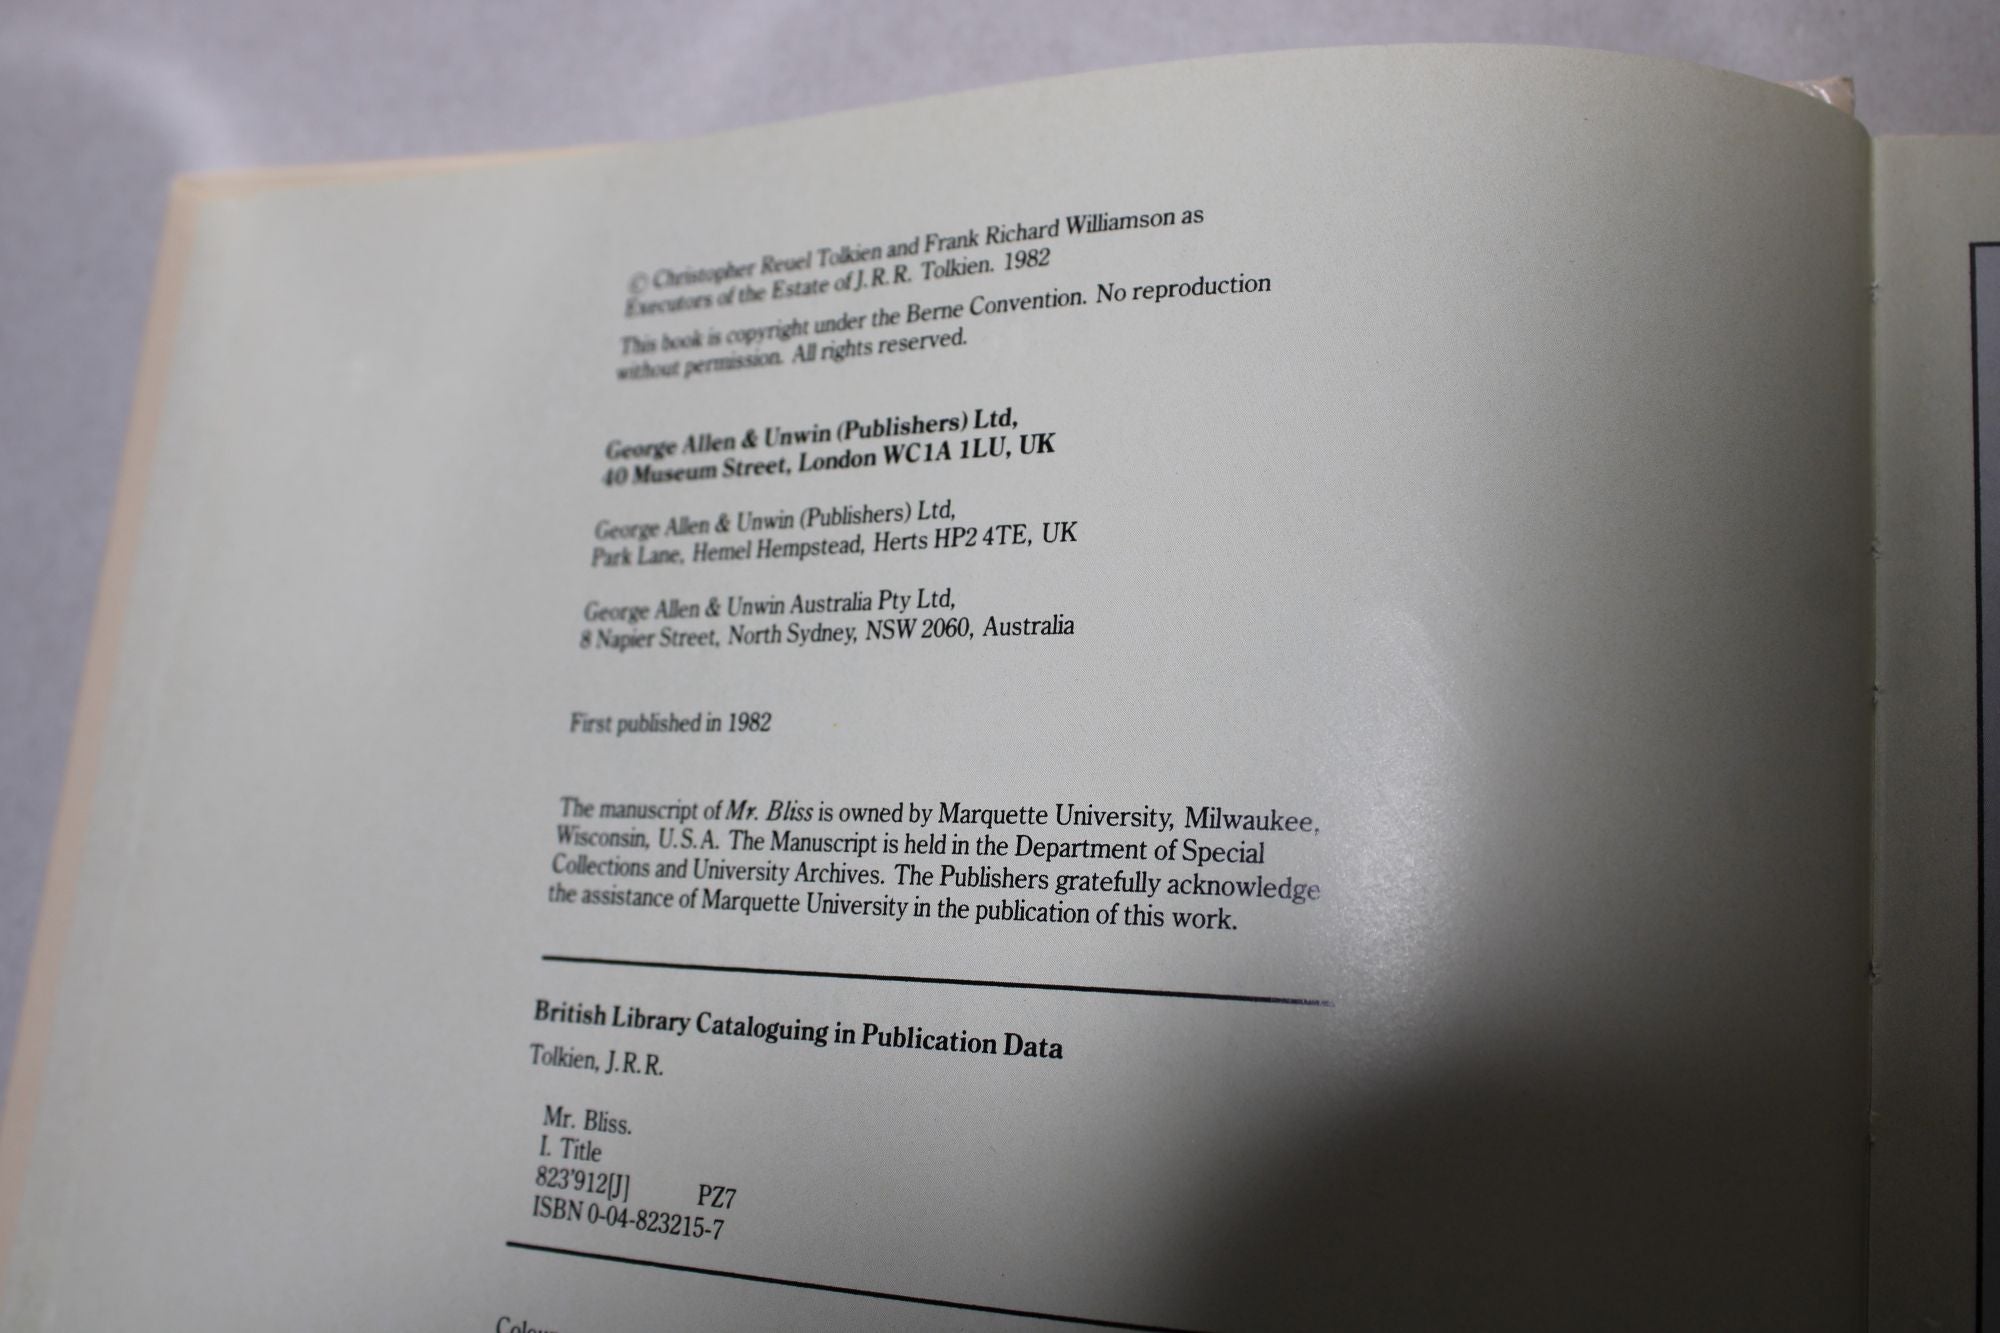 © Christopher Reuel Tolkien and Frank Richard Williamson as
Executors of the Estate of J. R. R. Tolkien. 1982
This book is copyright under the Berne Convention. No reproduction
without permission. All rights reserved.
George Allen & Unwin (Publishers) Ltd,
40 Museum Street, London WC1A 1LU, UK
George Allen & Unwin (Publishers) Ltd,
Park Lane, Hemel Hempstead, Herts HP2 4TE, UK
George Allen & Unwin Australia Pty Ltd,
8 Napier Street, North Sydney, NSW 2060, Australia
First published in 1982
The manuscript of Mr. Bliss is owned by Marquette University, Milwaukee,
Wisconsin, U.S.A. The Manuscript is held in the Department of Special
Collections and University Archives. The Publishers gratefully acknowledge
the assistance of Marquette University in the publication of this work.
British Library Cataloguing in Publication Data
Tolkien, J.R.R.
Mr. Bliss.
I. Title
823'912[J] PZ7
ISBN 0-04-823215-7